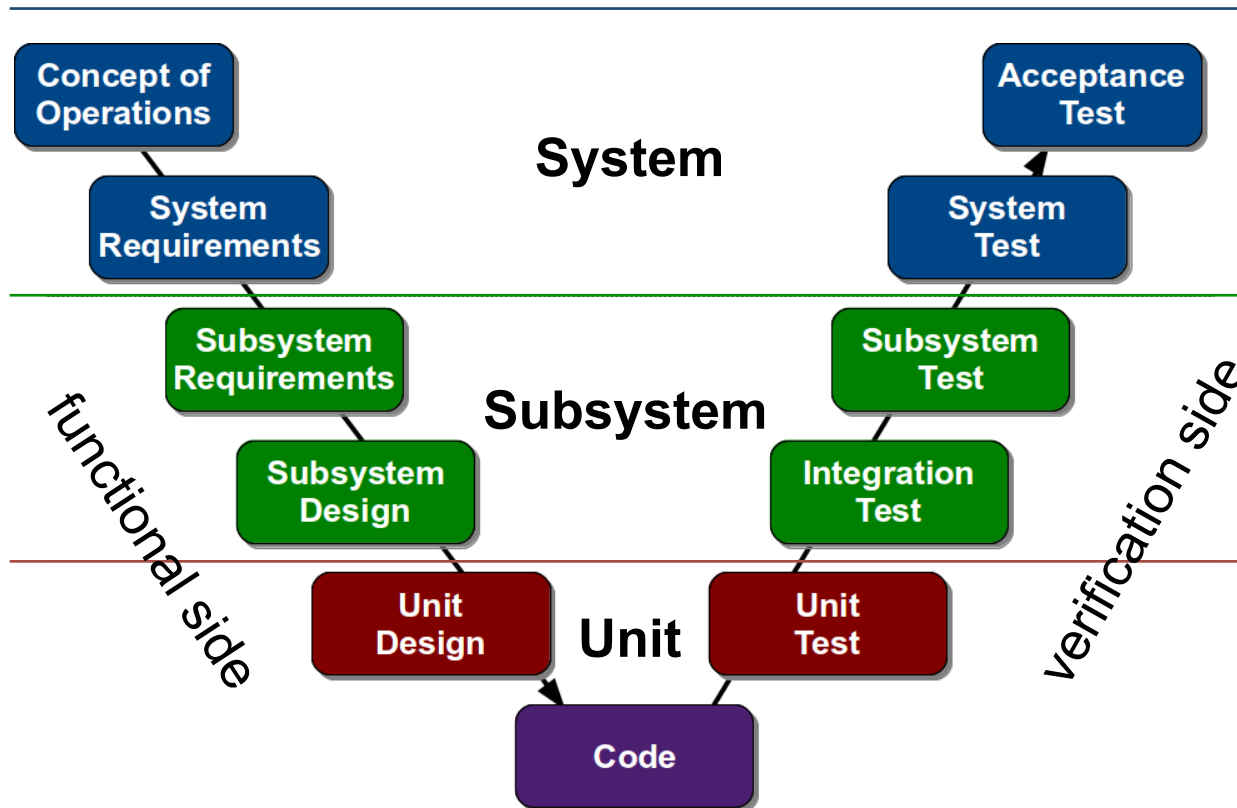 Concept of
Operations
Acceptance
Test
System
System
Requirements
System
Test
Subsystem
Requirements
Subsystem
Test
Subsystem
functional side
verification side
Subsystem
Design
Integration
Test
Unit
Design
Unit
Unit
Test
Code